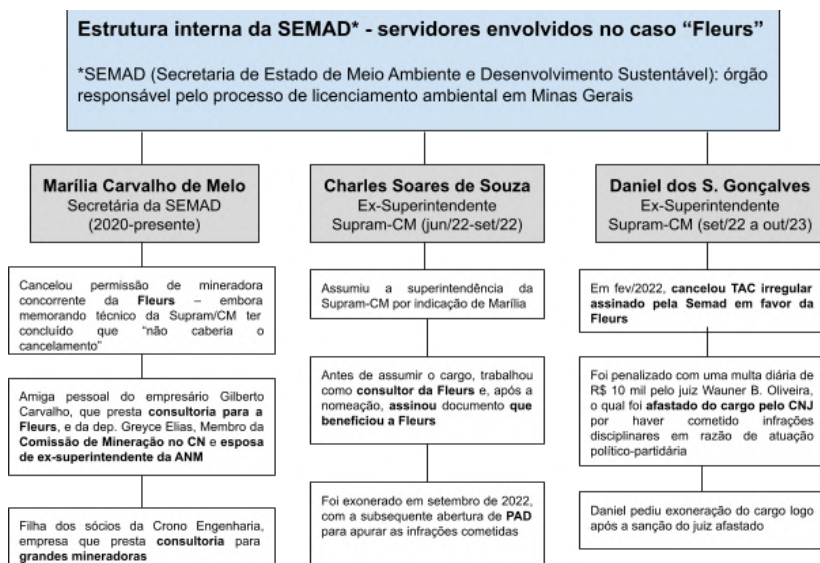 Estrutura interna da SEMAD* - servidores envolvidos no caso “Fleurs”
*SEMAD (Secretaria de Estado de Meio Ambiente e Desenvolvimento Sustentável): órgão
responsável pelo processo de licenciamento ambiental em Minas Gerais
Marília Carvalho de Melo
Secretária da SEMAD
(2020-presente)
Cancelou permissão de mineradora
concorrente da Fleurs – embora
memorando técnico da Supram/CM ter
concluído que “não caberia o
cancelamento”
Amiga pessoal do empresário Gilberto
Carvalho, que presta consultoria para a
Fleurs, e da dep. Greyce Elias, Membro da
Comissão de Mineração no CN e esposa
de ex-superintendente da ANM
Filha dos sócios da Crono Engenharia,
empresa que presta consultoria para
grandes mineradoras
Charles Soares de Souza
Ex-Superintendente
Supram-CM (jun/22-set/22)
Assumiu a superintendência da
Supram-CM por indicação de Marília
Antes de assumir o cargo, trabalhou
como consultor da Fleurs e, após a
nomeação, assinou documento que
beneficiou a Fleurs
Foi exonerado em setembro de 2022,
com a subsequente abertura de PAD
para apurar as infrações cometidas
Daniel dos S. Gonçalves
Ex-Superintendente
Supram-CM (set/22 a out/23)
Em fev/2022, cancelou TAC irregular
assinado pela Semad em favor da
Fleurs
Foi penalizado com uma multa diária de
R$ 10 mil pelo juiz Wauner B. Oliveira,
o qual foi afastado do cargo pelo CNJ
por haver cometido infrações
disciplinares em razão de atuação
político-partidária
Daniel pediu exoneração do cargo logo
após a sanção do juiz afastado